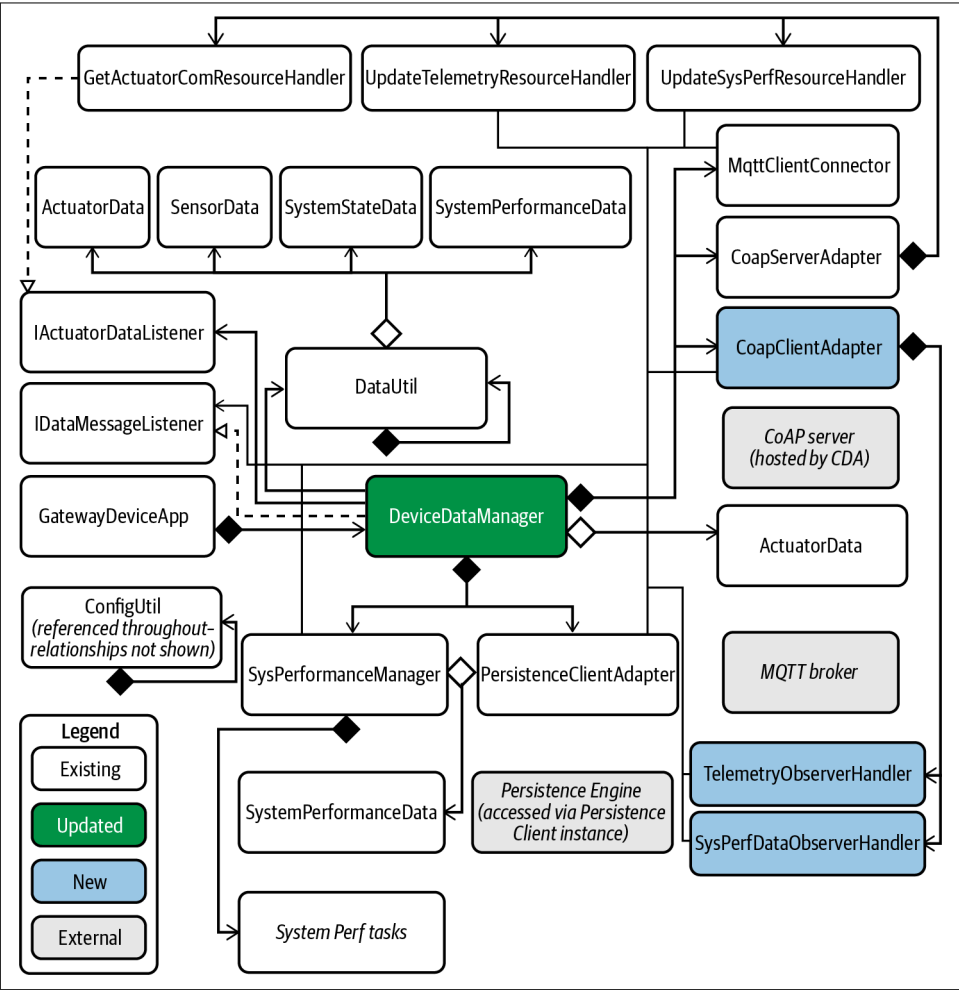 GetActuatorComResourceHandler
UpdateTelemetryResourceHandler
UpdateSysPerfResourceHandler
MqttClientConnector
ActuatorData
SensorData
SystemStateData
SystemPerformanceData
CoapServerAdapter
IActuatorDataListener
CoapClientAdapter
DataUtil
IDataMessageListener
CoAP server
(hosted by CDA)
GatewayDeviceApp
DeviceDataManager
ActuatorData
ConfigUtil
(referenced throughout–
relationships not shown)
SysPerformanceManager
PersistenceClientAdapter
MQTT broker
Legend
Existing
Updated
New
External
TelemetryObserverHandler
SystemPerformanceData
Persistence Engine
(accessed via Persistence
Client instance)
SysPerfDataObserverHandler
System Perf tasks